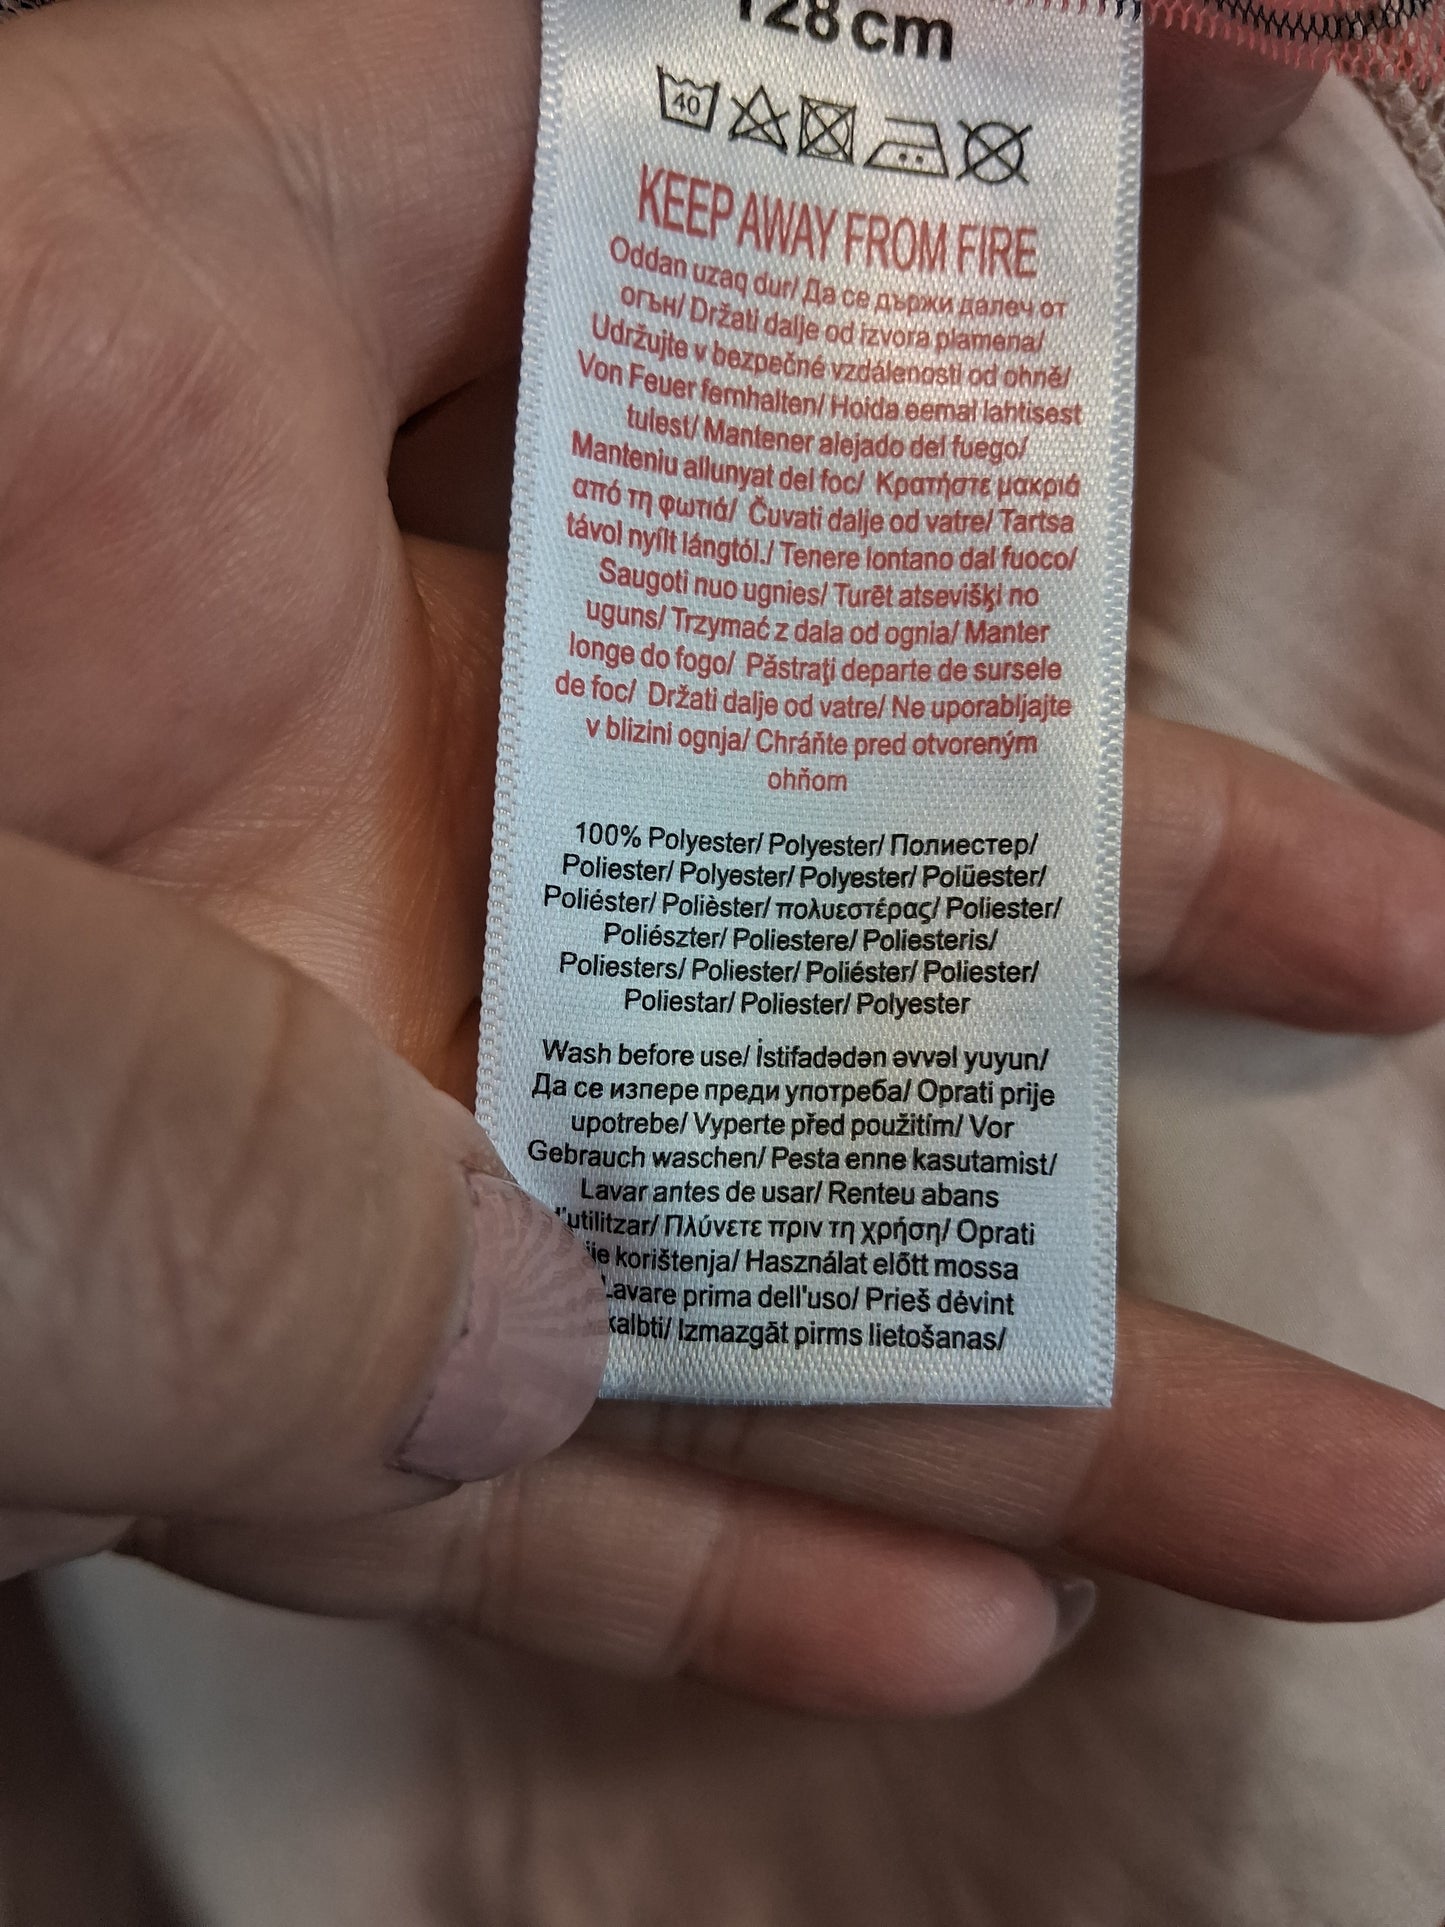 128cm
40
KEEP AWAY FROM FIRE
Oddan uzaq dur/ Да се държи далеч от
огън/ Držati dalje od izvora plamena/
Udržujte v bezpečné vzdálenosti od ohně/
Von Feuer fernhalten/ Hoida eemal lahtisest
tulest/ Mantener alejado del fuego/
Manteniu allunyat del foc/ Κρατήστε μακριά
από τη φωτιά/ Čuvati dalje od vatre/ Tartsa
távol nyílt lángtól./ Tenere lontano dal fuoco/
Saugoti nuo ugnies/ Turēt atsevišķi no
uguns/ Trzymać z dala od ognia/ Manter
longe do fogo/ Păstraţi departe de sursele
de foc/ Držati dalje od vatre/ Ne uporabljajte
v blizini ognja/ Chráňte pred otvoreným
ohňom
100% Polyester/ Polyester/ Полиестер/
Poliester/ Polyester/ Polyester/ Polüester/
Poliéster/ Polièster/ πολυεστέρας/ Poliester/
Poliészter/ Poliestere/ Poliesteris/
Poliesters/ Poliester/ Poliéster/ Poliester/
Poliestar/ Poliester/ Polyester
Wash before use/ İstifadədən əvvəl yuyun/
Да се изпере преди употреба/ Oprati prije
upotrebe/ Vyperte před použitím/ Vor
Gebrauch waschen/ Pesta enne kasutamist/
Lavar antes de usar/ Renteu abans
l'utilitzar/ Πλύνετε πριν τη χρήση/ Oprati
korištenja/ Használat előtt mossa
Lavare prima dell'uso/ Prieš dėvint
kalbti/ Izmazgāt pirms lietošanas/